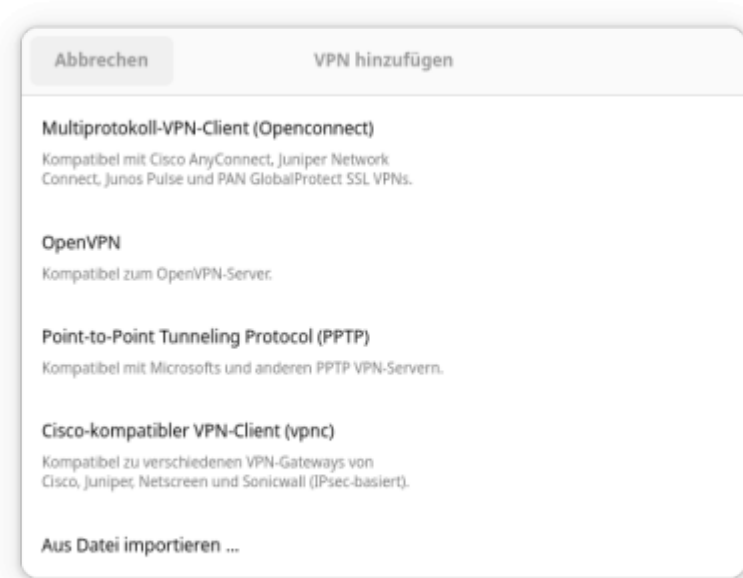 Abbrechen
VPN hinzufügen
Multiprotokoll-VPN-Client (Openconnect)
Kompatibel mit Cisco AnyConnect, Juniper Network
Connect, Junos Pulse und PAN GlobalProtect SSL VPNs.
OpenVPN
Kompatibel zum OpenVPN-Server.
Point-to-Point Tunneling Protocol (PPTP)
Kompatibel mit Microsofts und anderen PPTP VPN-Servern.
Cisco-kompatibler VPN-Client (vpnc)
Kompatibel zu verschiedenen VPN-Gateways von
Cisco, Juniper, Netscreen und Sonicwall (IPsec-basiert).
Aus Datei importieren ...